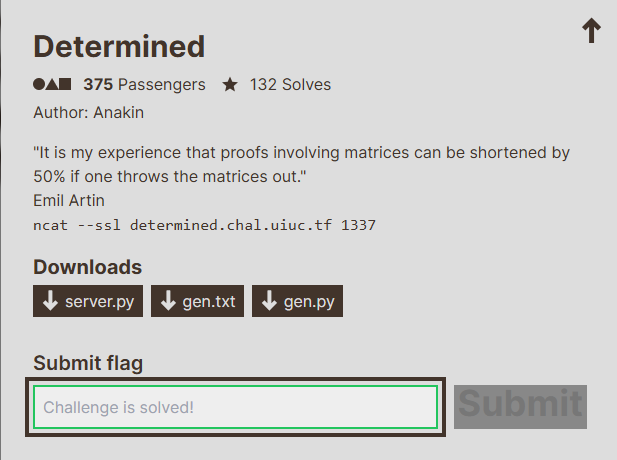 Determined
375 Passengers 132 Solves
Author: Anakin
"It is my experience that proofs involving matrices can be shortened by
50% if one throws the matrices out."
Emil Artin
ncat --ssl determined.chal.uiuc.tf 1337
Downloads
server.py gen.txt gen.py
Submit flag
Challenge is solved! Submit